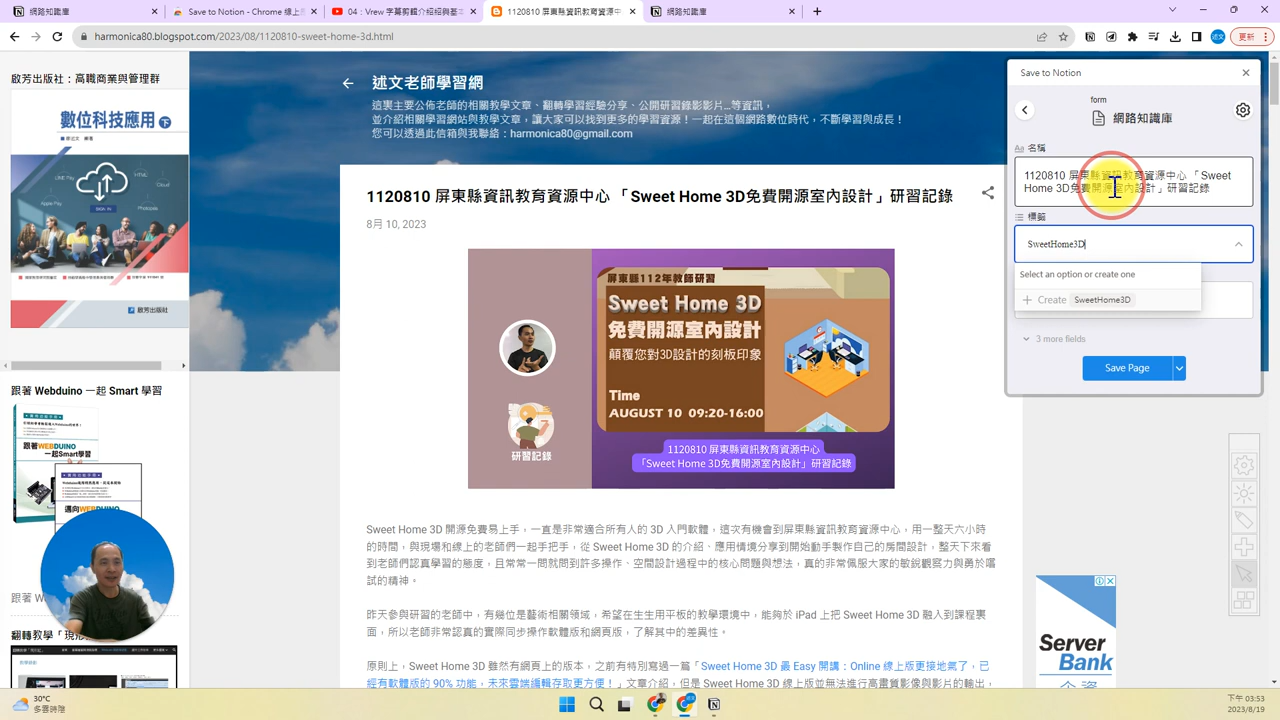 網路知識庫
Save to Notion - Chrome 線上
04：Vrew 字幕剪輯介紹與基
1120810 屏東縣資訊教育資源中
網路知識庫
harmonica80.blogspot.com/2023/08/1120810-sweet-home-3d.html
更新
啟芳出版社：高職商業與管理群
數位科技應用 下
跟著 Webduino 一起 Smart 學習
跟著WEBDUINO
一起Smart學習
跟著 W
翻轉教學「現
述文老師學習網
這裏主要公佈老師的相關教學文章、翻轉學習經驗分享、公開研習錄影影片...等資訊，
並介紹相關學習網站與教學文章，讓大家可以找到更多的學習資源！一起在這個網路數位時代，不斷學習與成長！
您可以透過此信箱與我聯絡：harmonica80@gmail.com
1120810 屏東縣資訊教育資源中心 「Sweet Home 3D免費開源室內設計」研習記錄
8月 10, 2023
屏東縣112年教師研習
Sweet Home 3D
免費開源室內設計
顛覆您對3D設計的刻板印象
Time
AUGUST 10 09:20-16:00
研習記錄
1120810 屏東縣資訊教育資源中心
「Sweet Home 3D免費開源室內設計」研習記錄
Sweet Home 3D 開源免費易上手，一直是非常適合所有人的 3D 入門軟體，這次有機會到屏東縣資訊教育資源中心，用一整天六小時
的時間，與現場和線上的老師們一起手把手，從 Sweet Home 3D 的介紹、應用情境分享到開始動手製作自己的房間設計，整天下來看
到老師們認真學習的態度，且常常一問就問到許多操作、空間設計過程中的核心問題與想法，真的非常佩服大家的敏銳觀察力與勇於嚐
試的精神。
昨天參與研習的老師中，有幾位是藝術相關領域，希望在生生用平板的教學環境中，能夠於 iPad 上把 Sweet Home 3D 融入到課程裏
面，所以老師非常認真的實際同步操作軟體版和網頁版，了解其中的差異性。
原則上，Sweet Home 3D 雖然有網頁上的版本，之前有特別寫過一篇「Sweet Home 3D 最 Easy 開講：Online 線上版更接地氣了，已
經有軟體版的 90% 功能，未來雲端編輯存取更方便！」文章介紹，但是 Sweet Home 3D 線上版並無法進行高畫質影像與影片的輸出，
Save to Notion
form
網路知識庫
Aa 名稱
1120810 屏東縣資訊教育資源中心 「Sweet
Home 3D免費開源室內設計」研習記錄
標籤
SweetHome3D
Select an option or create one
Create SweetHome3D
3 more fields
Save Page
Server
Bank
30°C
多雲時陰
下午 03:53
2023/8/19